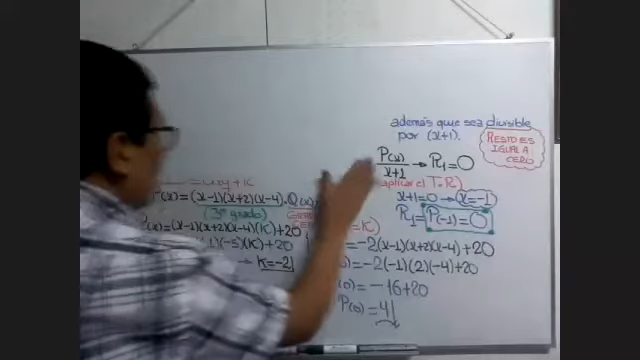 además que sea divisible
por (x+1).
P(x)/x+1 → R₁=0
RESTO ES
IGUAL A
CERO
aplicar el T.R.)
x+1=0 → x=-1
R₁= P(-1)=0
P(x)=(x-1)(x+2)(x-4).Q(x)
(3º grado)
(x)=(x-1)(x+2)(x-4)(K)+20
1)(-5)(K)+20
→ K=-2
=K)
=-2(x-1)(x+2)(x-4)+20
)=-2(-1)(2)(-4)+20
(0)=-16+20
P(0)=4